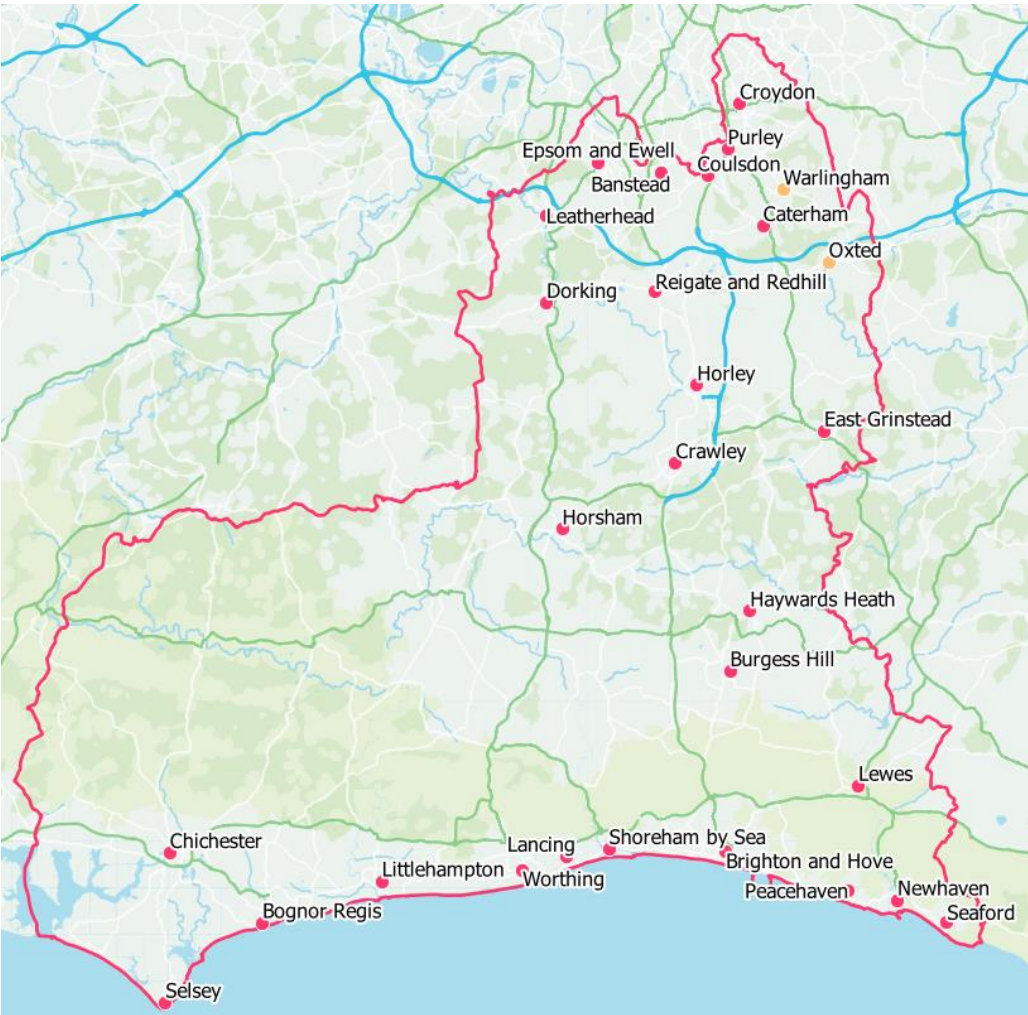 Croydon
Purley
Epsom and Ewell
Coulsdon
Banstead
Warlingham
Leatherhead
Caterham
Oxted
Reigate and Redhill
Dorking
Horley
East Grinstead
Crawley
Horsham
Haywards Heath
Burgess Hill
Lewes
Chichester
Lancing
Shoreham by Sea
Brighton and Hove
Littlehampton
Worthing
Peacehaven
Newhaven
Bognor Regis
Seaford
Selsey